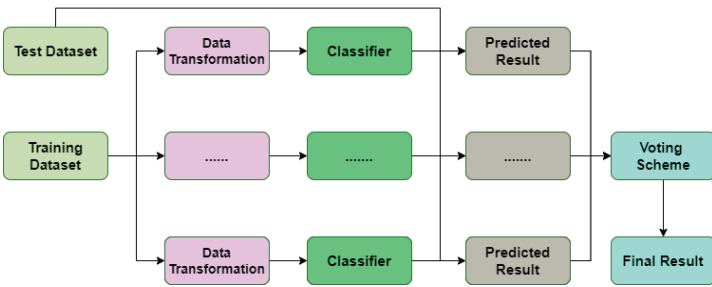 Test Dataset
Data
Transformation
Classifier
Predicted
Result
Training
Dataset
......
.......
.......
Voting
Scheme
Data
Transformation
Classifier
Predicted
Result
Final Result